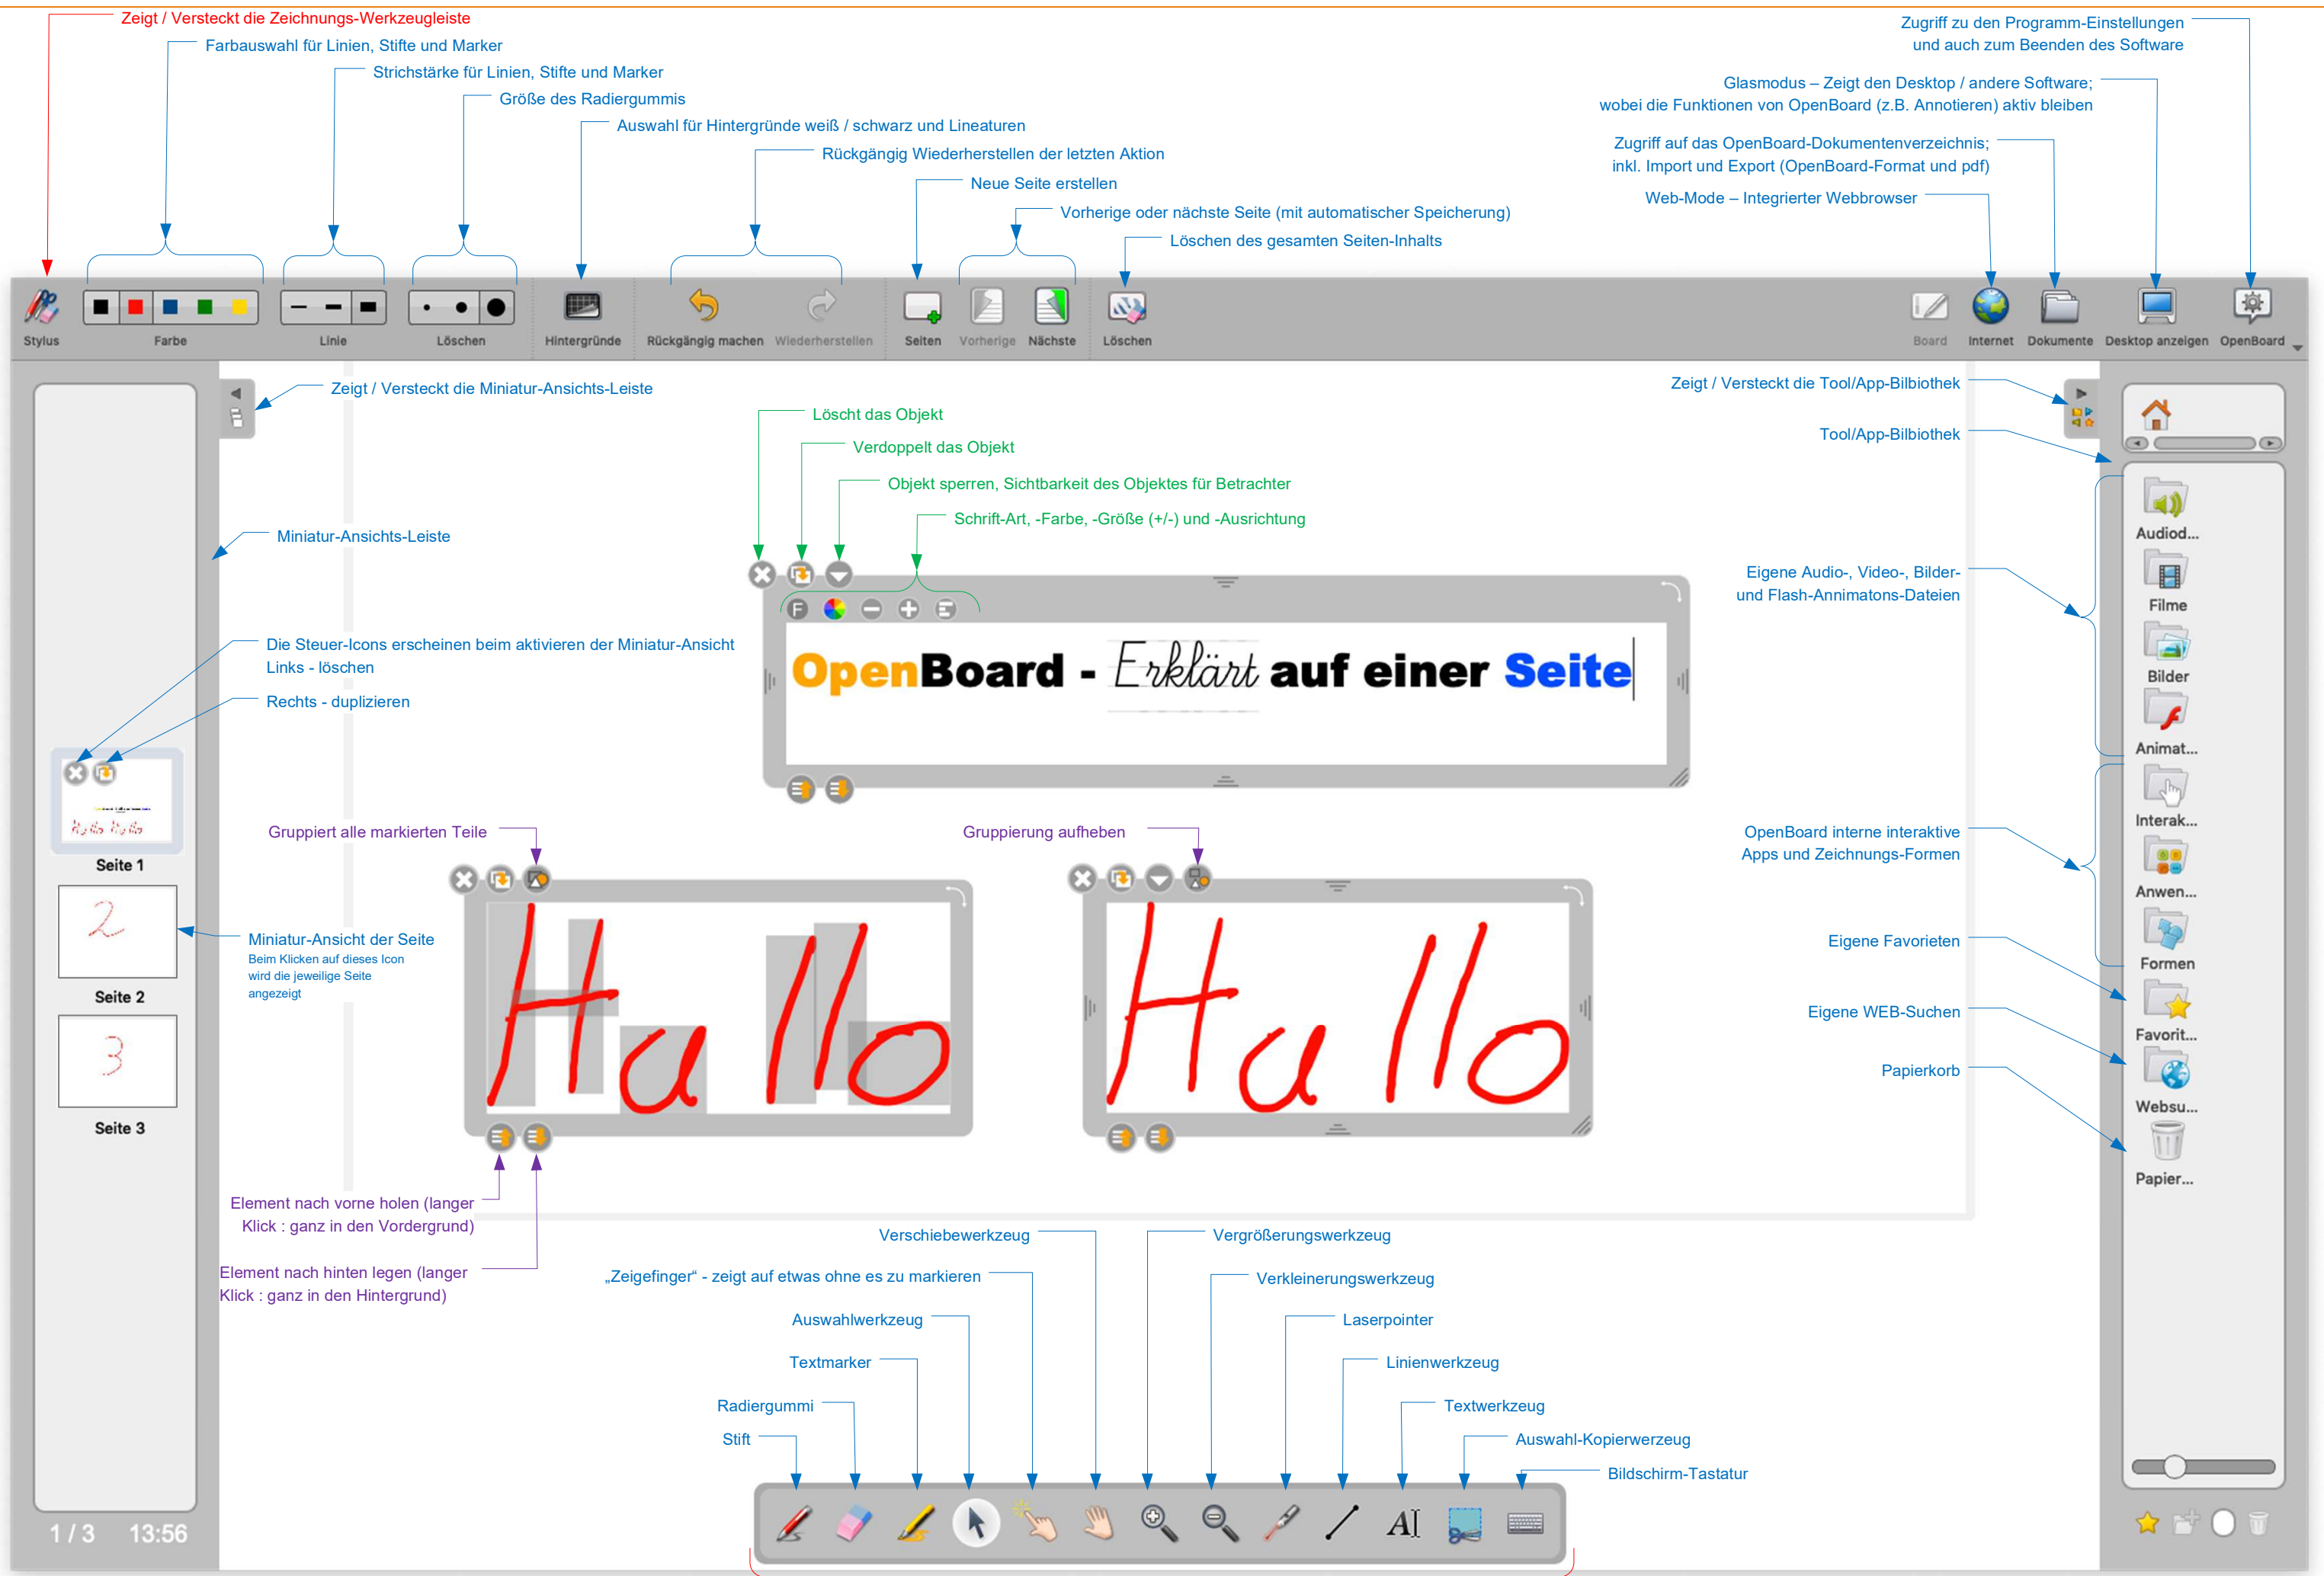 Zeigt / Versteckt die Zeichnungs-Werkzeugleiste
Farbauswahl für Linien, Stifte und Marker
Strichstärke für Linien, Stifte und Marker
Größe des Radiergummis
Auswahl für Hintergründe weiß / schwarz und Lineaturen
Rückgängig Wiederherstellen der letzten Aktion
Neue Seite erstellen
Vorherige oder nächste Seite (mit automatischer Speicherung)
Löschen des gesamten Seiten-Inhalts
Zugriff zu den Programm-Einstellungen
und auch zum Beenden des Software
Glasmodus – Zeigt den Desktop / andere Software;
wobei die Funktionen von OpenBoard (z.B. Annotieren) aktiv bleiben
Zugriff auf das OpenBoard-Dokumentenverzeichnis;
inkl. Import und Export (OpenBoard-Format und pdf)
Web-Mode – Integrierter Webbrowser
Stylus
Farbe
Linie
Löschen
Hintergründe
Rückgängig machen
Wiederherstellen
Seiten
Vorherige
Nächste
Löschen
Board
Internet
Dokumente
Desktop anzeigen
OpenBoard
Zeigt / Versteckt die Miniatur-Ansichts-Leiste
Miniatur-Ansichts-Leiste
Die Steuer-Icons erscheinen beim aktivieren der Miniatur-Ansicht
Links - löschen
Rechts - duplizieren
Seite 1
2
Seite 2
3
Seite 3
Miniatur-Ansicht der Seite
Beim Klicken auf dieses Icon
wird die jeweilige Seite
angezeigt
1 / 3 13:56
Löscht das Objekt
Verdoppelt das Objekt
Objekt sperren, Sichtbarkeit des Objektes für Betrachter
Schrift-Art, -Farbe, -Größe (+/-) und -Ausrichtung
F
OpenBoard - Erklärt auf einer Seite
Gruppiert alle markierten Teile
Hallo
Gruppierung aufheben
Hallo
Element nach vorne holen (langer
Klick : ganz in den Vordergrund)
Element nach hinten legen (langer
Klick : ganz in den Hintergrund)
Zeigt / Versteckt die Tool/App-Bilbiothek
Tool/App-Bilbiothek
Eigene Audio-, Video-, Bilder-
und Flash-Annimatons-Dateien
OpenBoard interne interaktive
Apps und Zeichnungs-Formen
Eigene Favorieten
Eigene WEB-Suchen
Papierkorb
Audiod...
Filme
Bilder
Animat...
Interak...
Anwen...
Formen
Favorit...
Websu...
Papier...
Verschiebewerkzeug
„Zeigefinger“ - zeigt auf etwas ohne es zu markieren
Auswahlwerkzeug
Textmarker
Radiergummi
Stift
Vergrößerungswerkzeug
Verkleinerungswerkzeug
Laserpointer
Linienwerkzeug
Textwerkzeug
Auswahl-Kopierwerzeug
Bildschirm-Tastatur
AI